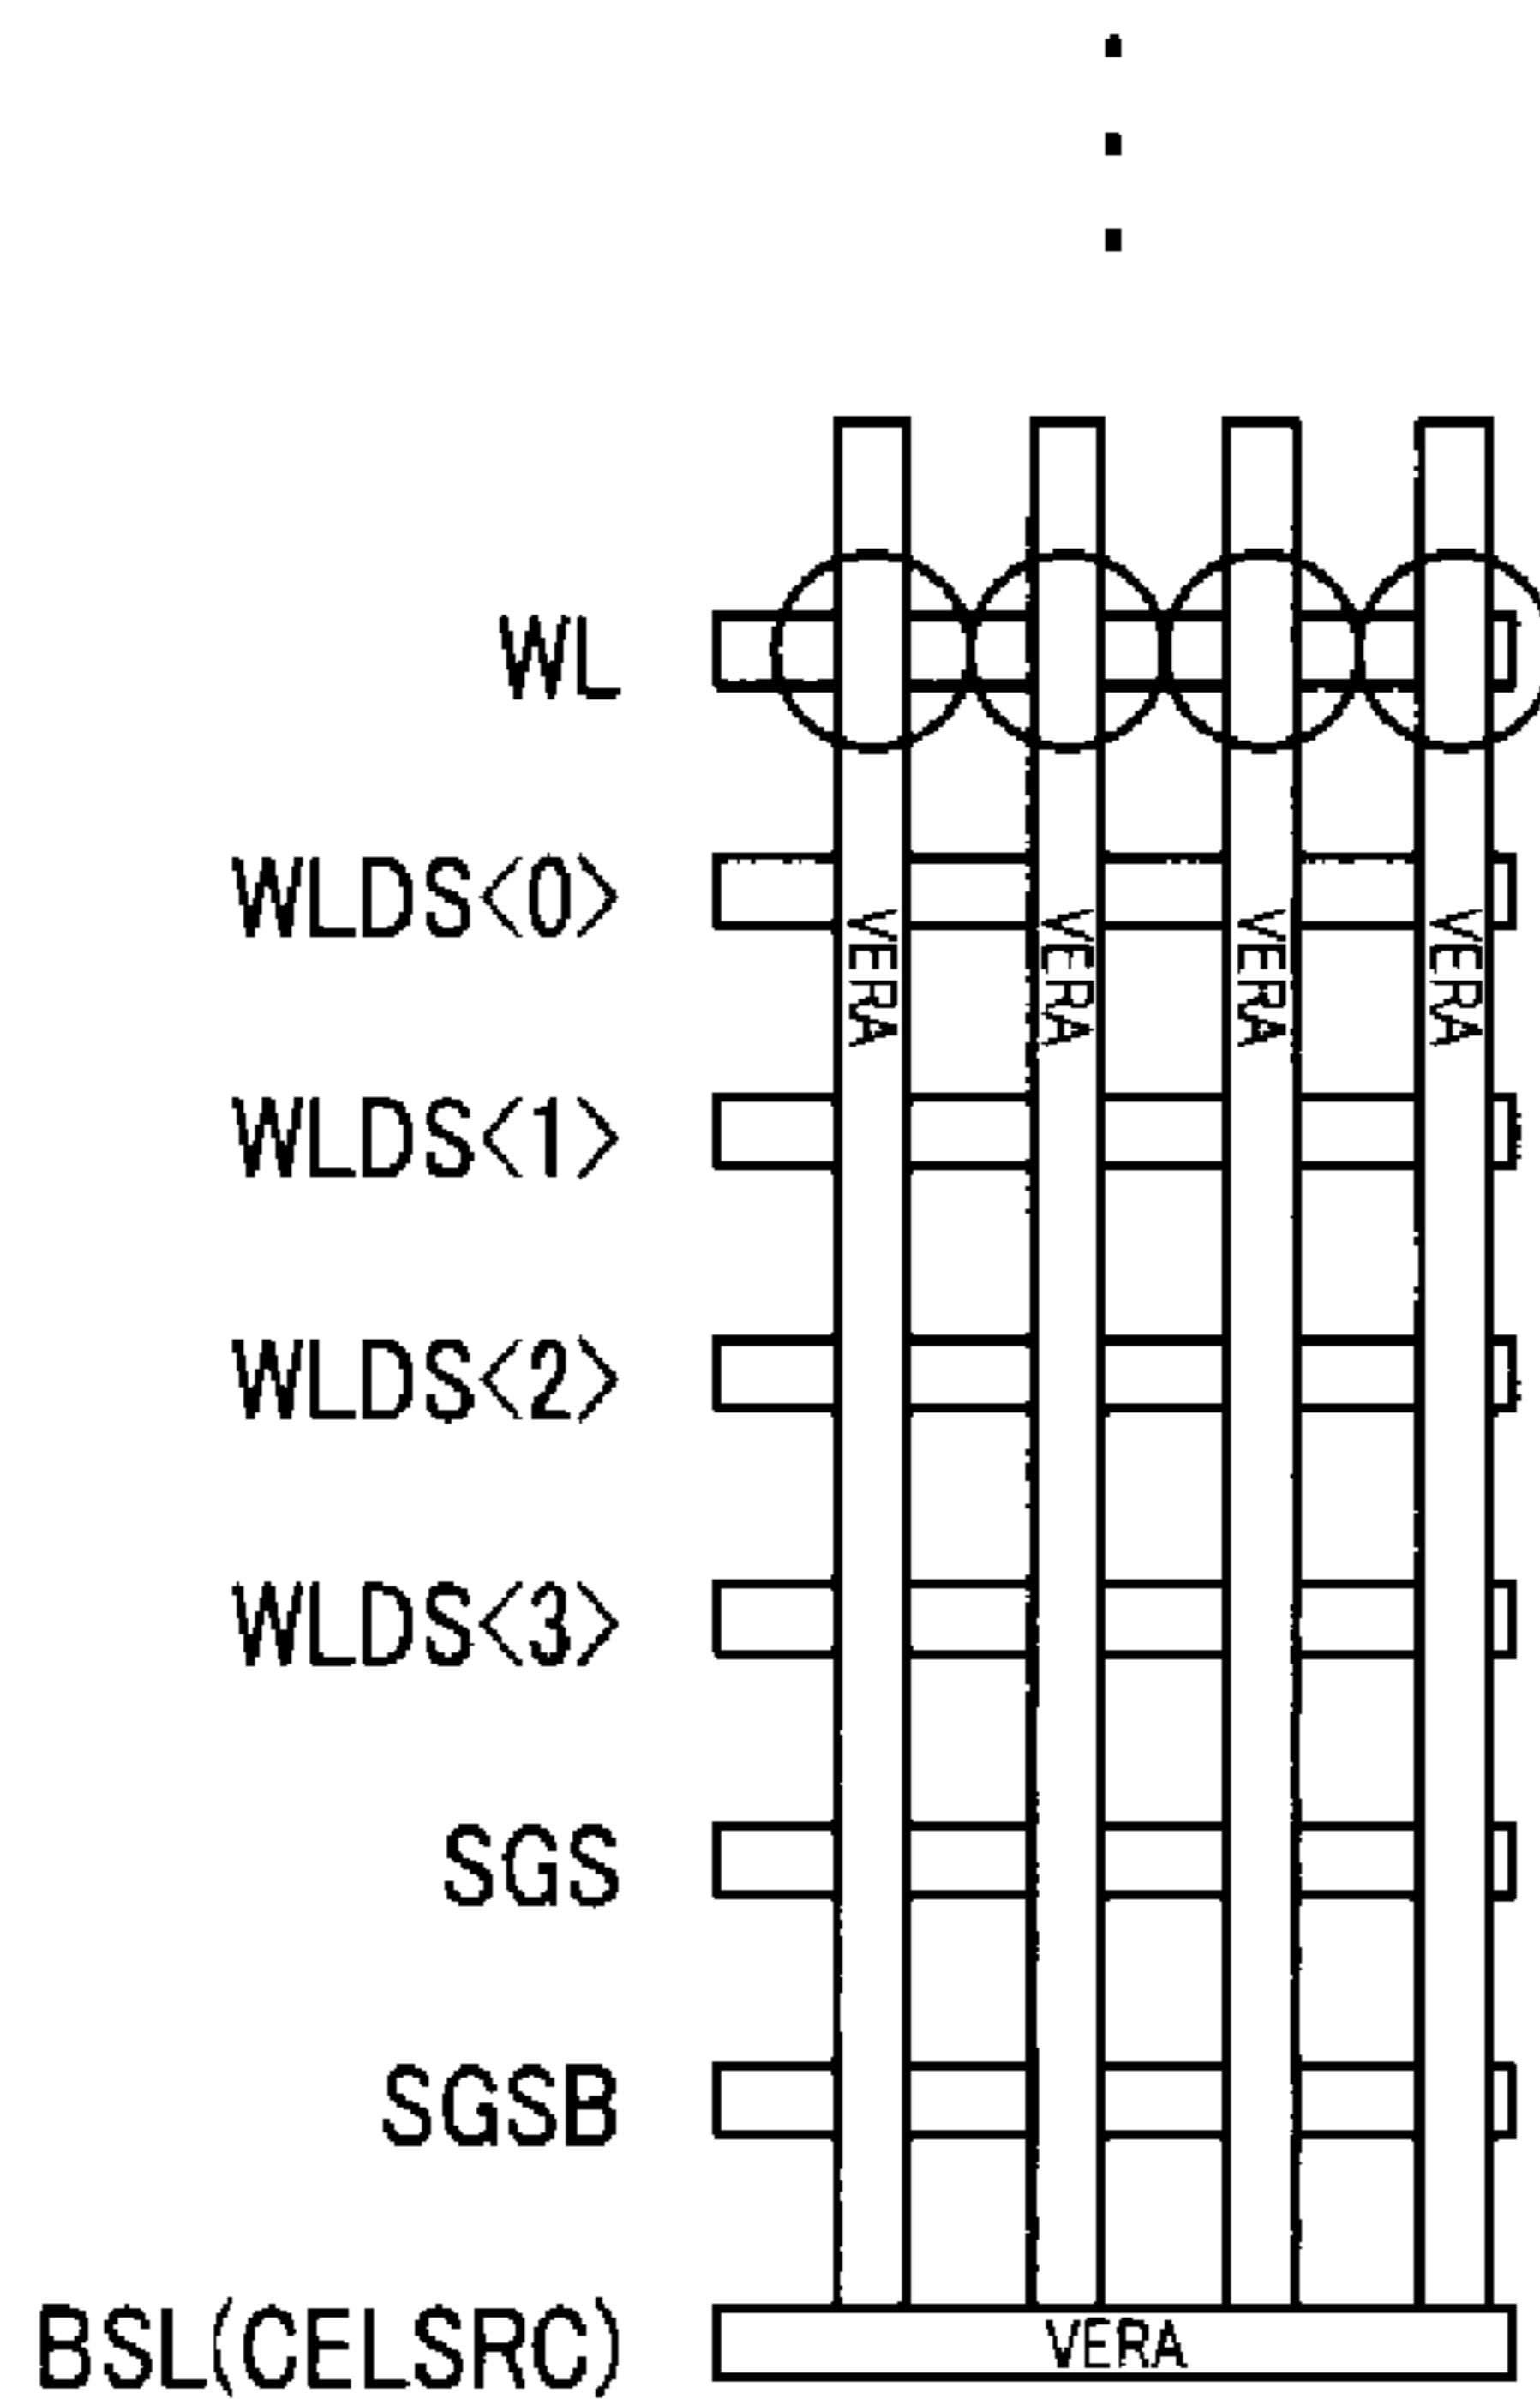 WL
WLDS<0>
VERA VERA VERA VERA
WLDS<1>
WLDS<2>
WLDS<3>
SGS
SGSB
BSL(CELSRC) VERA